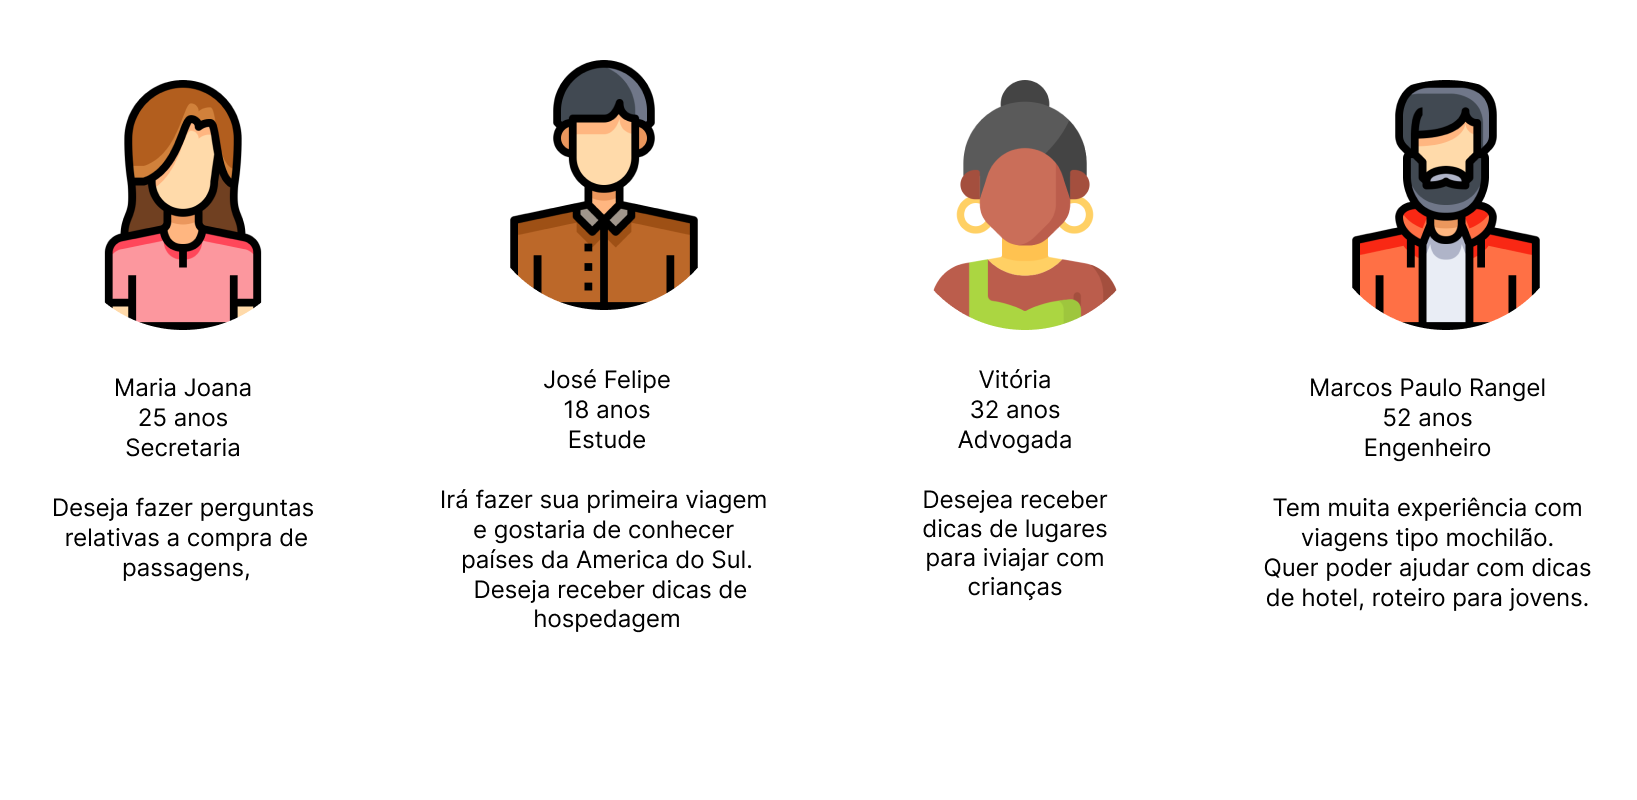 Maria Joana
25 anos
Secretaria
Deseja fazer perguntas
relativas a compra de
passagens,
José Felipe
18 anos
Estude
Irá fazer sua primeira viagem
e gostaria de conhecer
países da America do Sul.
Deseja receber dicas de
hospedagem
Vitória
32 anos
Advogada
Desejea receber
dicas de lugares
para iviajar com
crianças
Marcos Paulo Rangel
52 anos
Engenheiro
Tem muita experiência com
viagens tipo mochilão.
Quer poder ajudar com dicas
de hotel, roteiro para jovens.